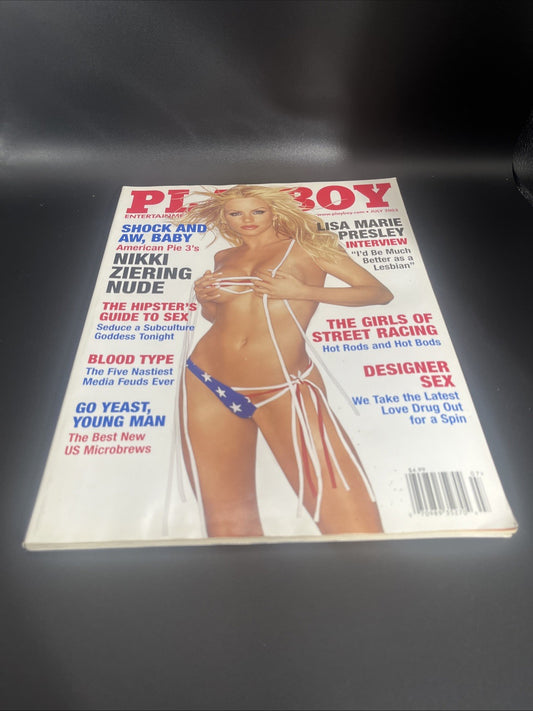 PLAYBOY
ENTERTAINME
www.playboy.com • JULY 2003
SHOCK AND
AW, BABY
American Pie 3's
NIKKI
ZIERING
NUDE
THE HIPSTER'S
GUIDE TO SEX
Seduce a Subculture
Goddess Tonight
BLOOD TYPE
The Five Nastiest
Media Feuds Ever
GO YEAST,
YOUNG MAN
The Best New
US Microbrews
LISA MARIE
PRESLEY
INTERVIEW
"I'd Be Much
Better as a
Lesbian"
THE GIRLS OF
STREET RACING
Hot Rods and Hot Bods
DESIGNER
SEX
We Take the Latest
Love Drug Out
for a Spin
$4.99